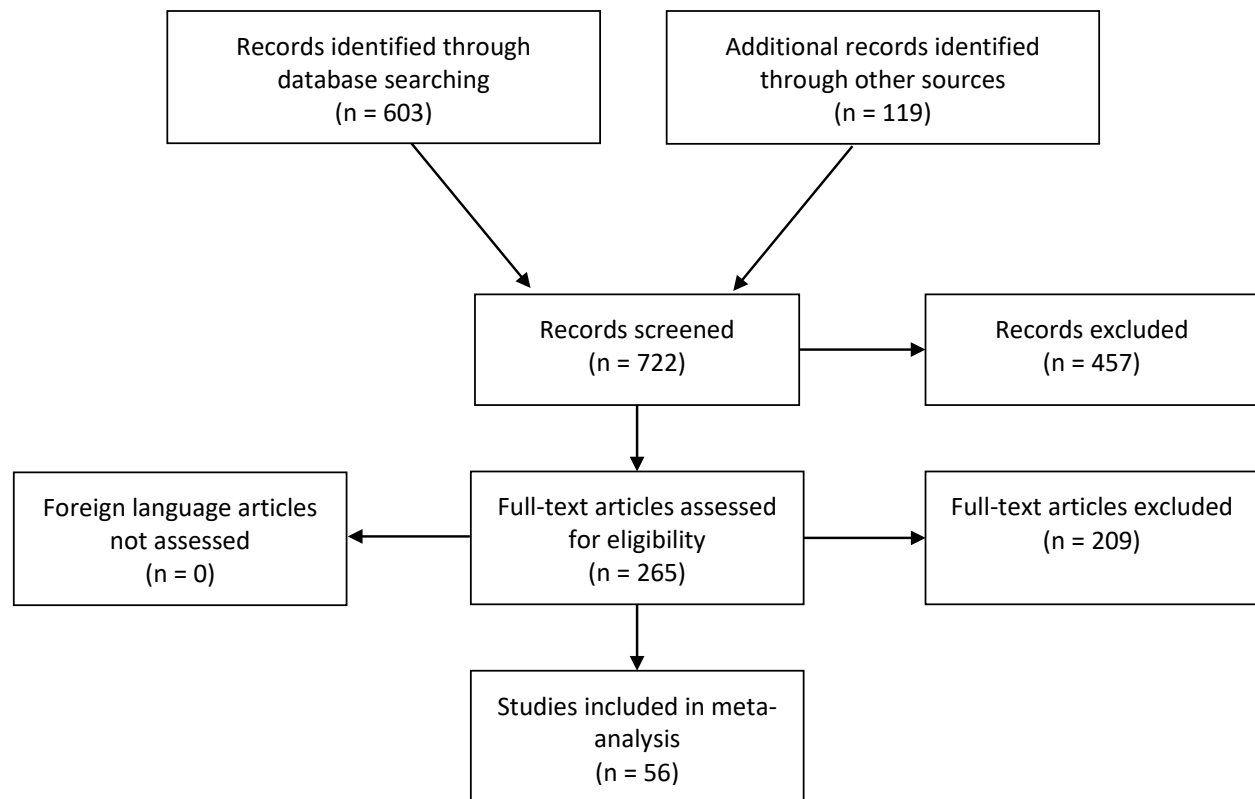 Records identified through
database searching
(n = 603)
Additional records identified
through other sources
(n = 119)
Records screened
(n = 722)
Records excluded
(n = 457)
Foreign language articles
not assessed
(n = 0)
Full-text articles assessed
for eligibility
(n = 265)
Full-text articles excluded
(n = 209)
Studies included in meta-
analysis
(n = 56)